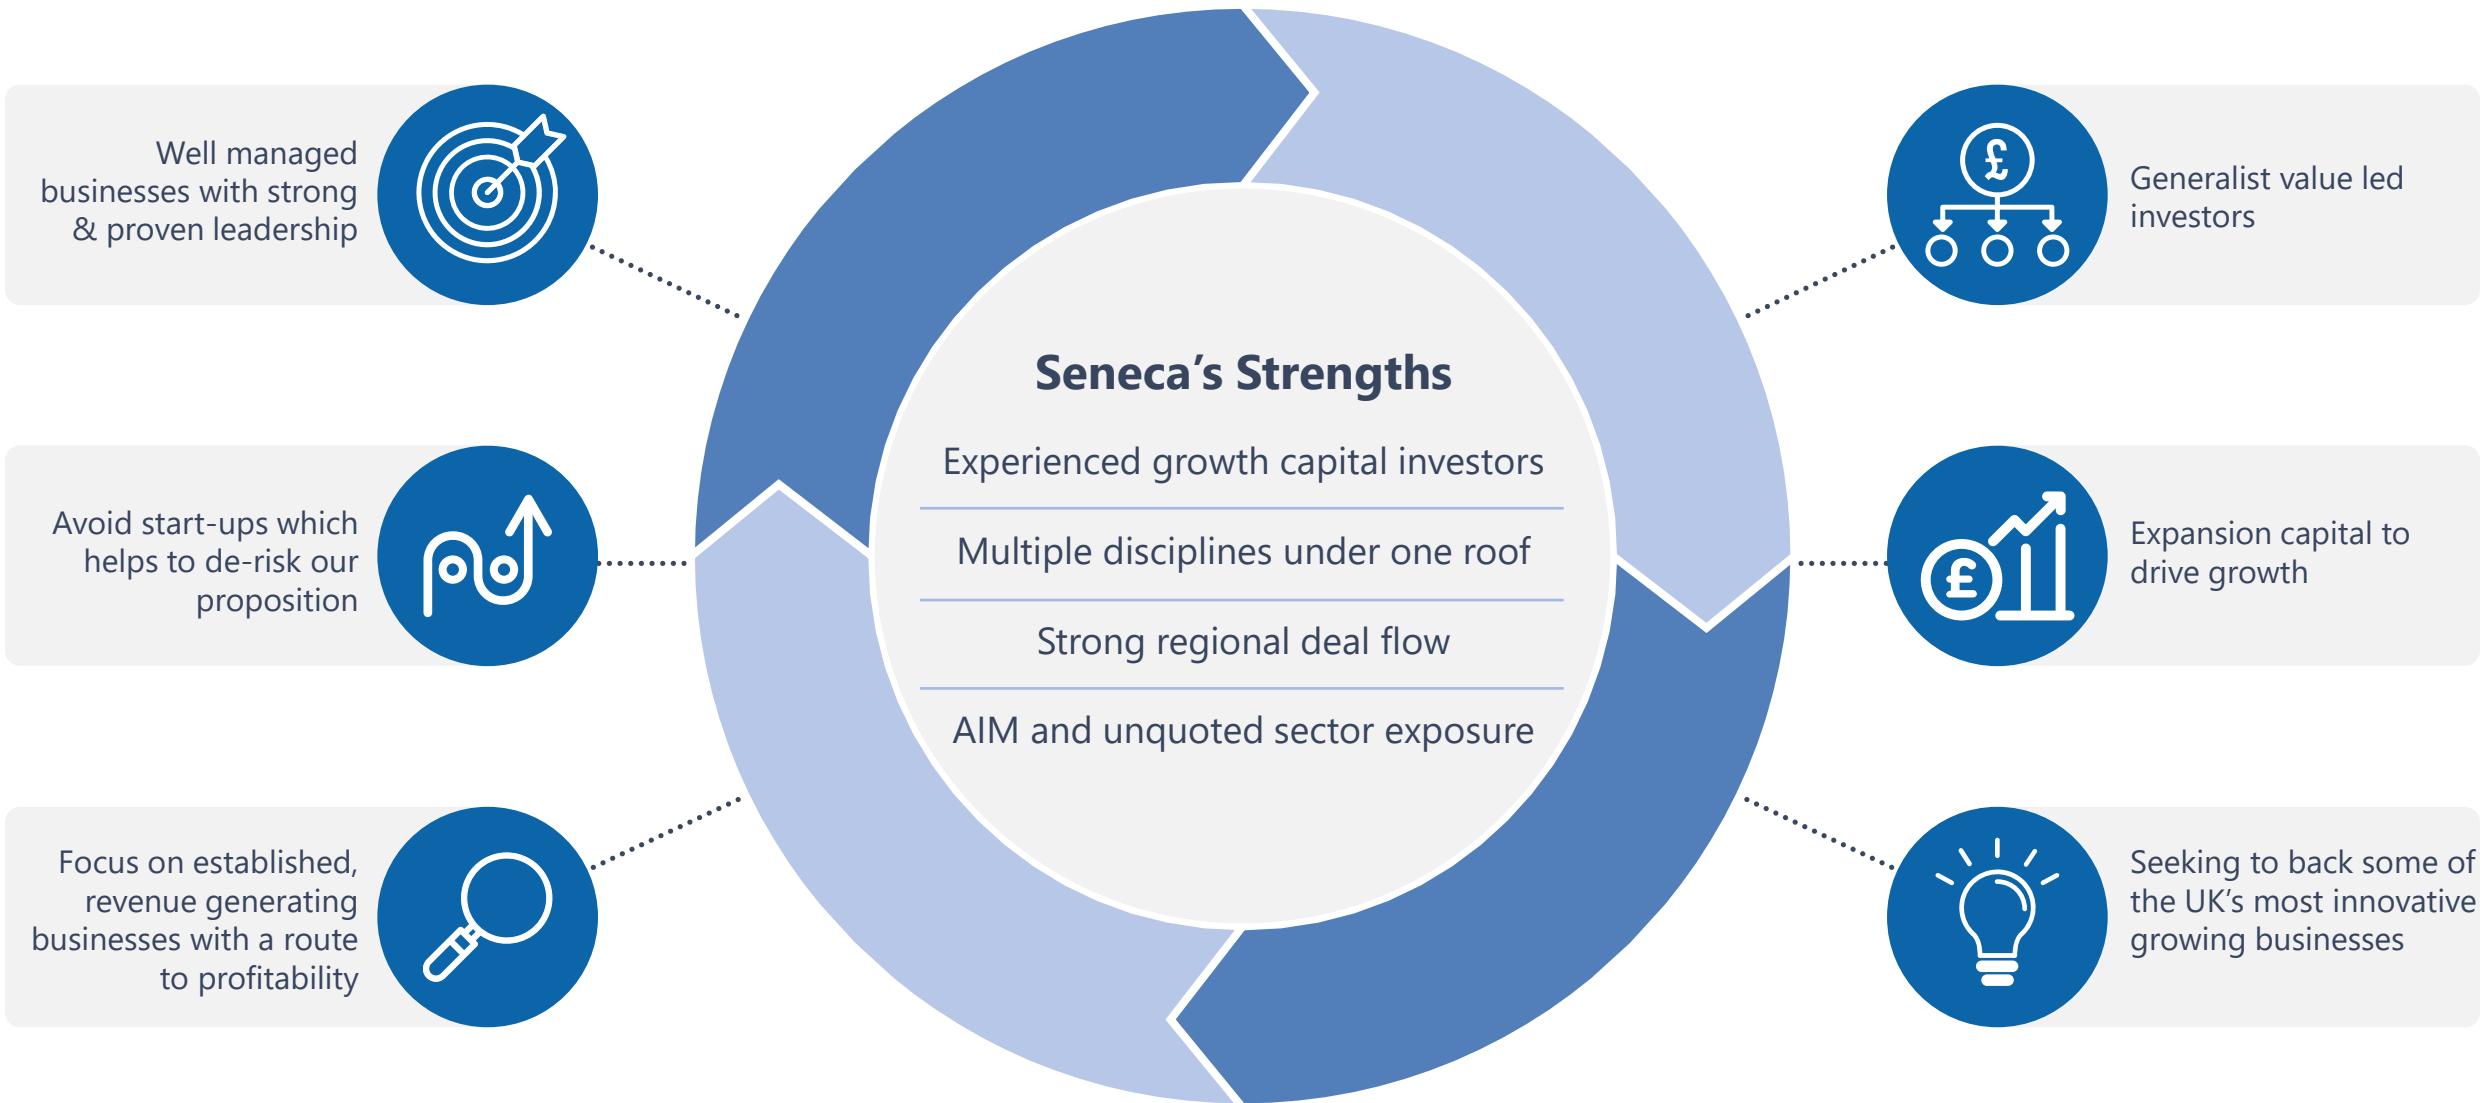 Well managed
businesses with strong
& proven leadership
Avoid start-ups which
helps to de-risk our
proposition
Focus on established,
revenue generating
businesses with a route
to profitability
Seneca’s Strengths
Experienced growth capital investors
Multiple disciplines under one roof
Strong regional deal flow
AIM and unquoted sector exposure
£
Generalist value led
investors
£
Expansion capital to
drive growth
Seeking to back some of
the UK’s most innovative
growing businesses